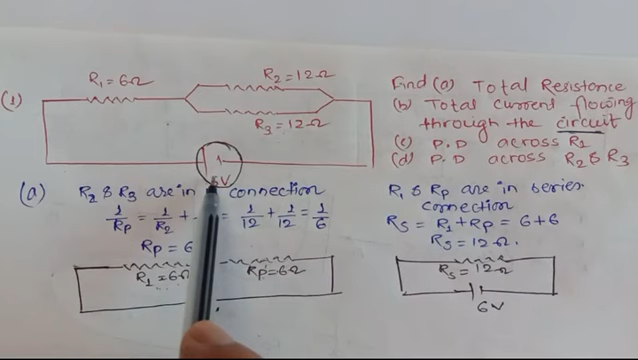 (1)
R₁=6Ω
R₂=12Ω
R₃=12Ω
6V
Find (a) Total Resistance
(b) Total Current flowing
through the circuit
(c) P.D across R₁
(d) P.D across R₂ & R₃
(a) R₂ & R₃ are in connection
1/Rp = 1/R₂ + = 1/12 + 1/12 = 1/6
Rp = 6
R₁=6Ω
Rp=6Ω
R₁ & Rp are in series
connection
Rs = R₁+Rp = 6+6
Rs = 12Ω.
Rs=12Ω
6V